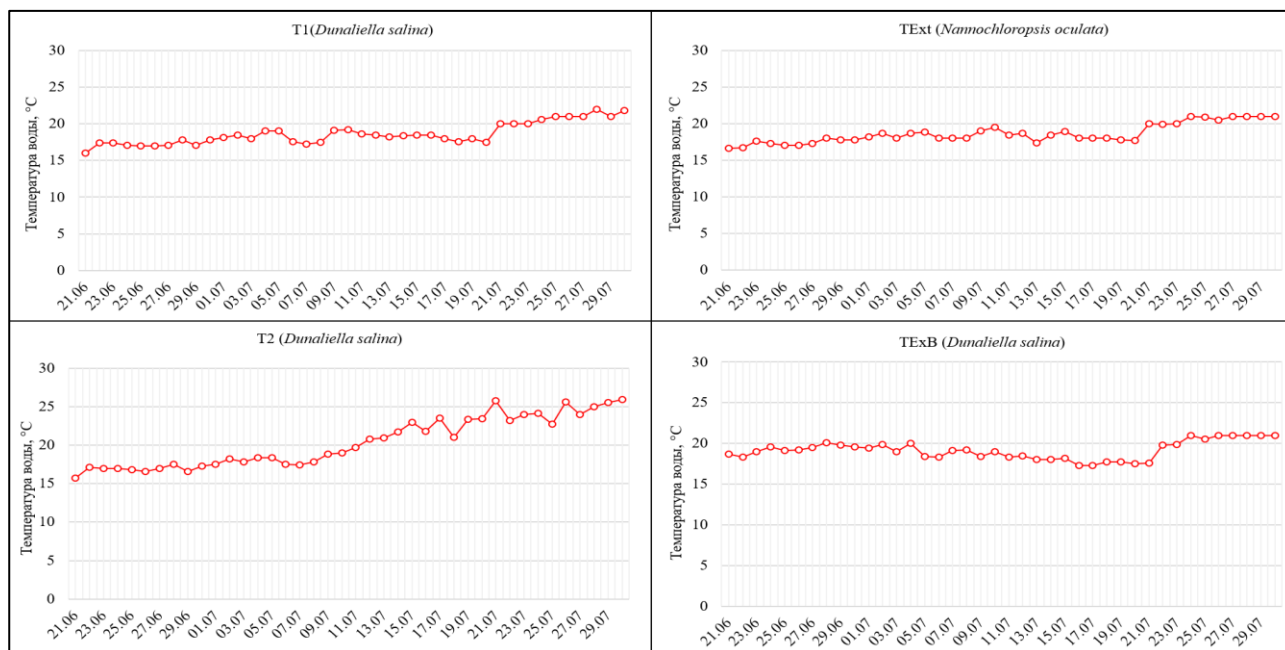 T1(Dunaliella salina)
Температура воды, °С
30
25
20
15
10
5
0
21.06 23.06 25.06 27.06 29.06 01.07 03.07 05.07 07.07 09.07 11.07 13.07 15.07 17.07 19.07 21.07 23.07 25.07 27.07 29.07
TExt (Nannochloropsis oculata)
Температура воды, °С
30
25
20
15
10
5
0
21.06 23.06 25.06 27.06 29.06 01.07 03.07 05.07 07.07 09.07 11.07 13.07 15.07 17.07 19.07 21.07 23.07 25.07 27.07 29.07
T2 (Dunaliella salina)
Температура воды, °С
30
25
20
15
10
5
0
21.06 23.06 25.06 27.06 29.06 01.07 03.07 05.07 07.07 09.07 11.07 13.07 15.07 17.07 19.07 21.07 23.07 25.07 27.07 29.07
TExB (Dunaliella salina)
Температура воды, °С
30
25
20
15
10
5
0
21.06 23.06 25.06 27.06 29.06 01.07 03.07 05.07 07.07 09.07 11.07 13.07 15.07 17.07 19.07 21.07 23.07 25.07 27.07 29.07